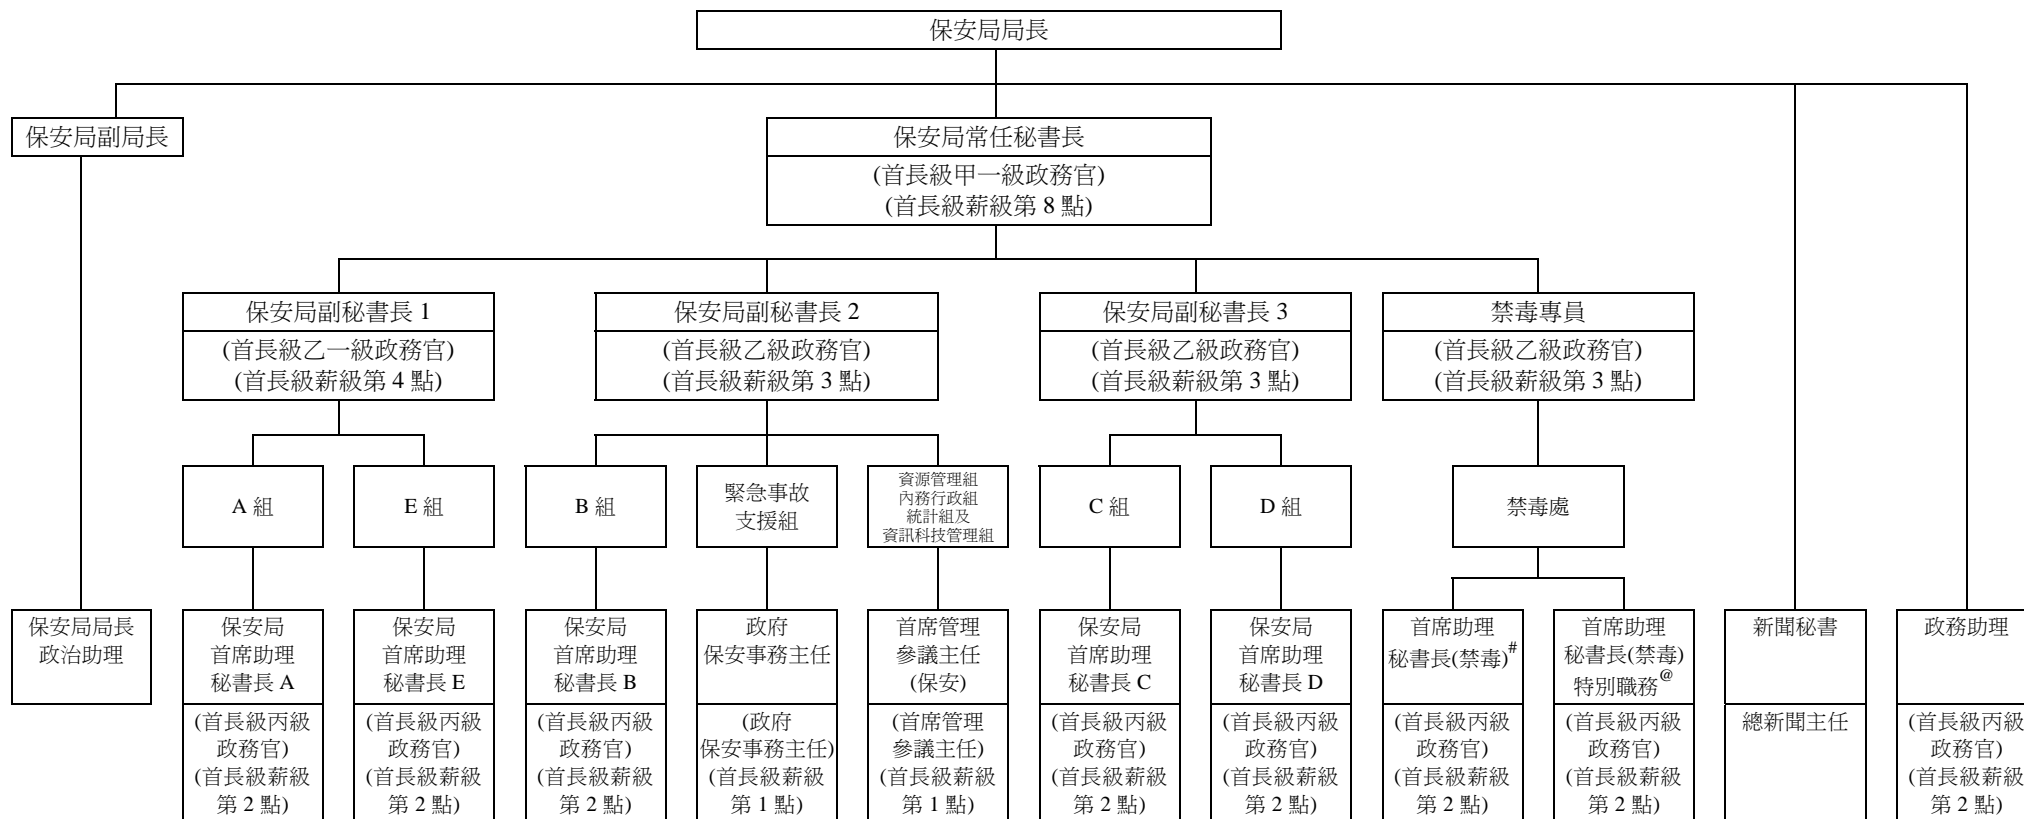 保安局局長
保安局副局長
保安局常任秘書長
(首長級甲一級政務官)
(首長級薪級第 8 點)
保安局副秘書長 1
(首長級乙一級政務官)
(首長級薪級第 4 點)
保安局副秘書長 2
(首長級乙級政務官)
(首長級薪級第 3 點)
保安局副秘書長 3
(首長級乙級政務官)
(首長級薪級第 3 點)
禁毒專員
(首長級乙級政務官)
(首長級薪級第 3 點)
A 組
E 組
B 組
緊急事故
支援組
資源管理組
內務行政組
統計組及
資訊科技管理組
C 組
D 組
禁毒處
保安局局長
政治助理
保安局
首席助理
秘書長 A
(首長級丙級
政務官)
(首長級薪級
第 2 點)
保安局
首席助理
秘書長 E
(首長級丙級
政務官)
(首長級薪級
第 2 點)
保安局
首席助理
秘書長 B
(首長級丙級
政務官)
(首長級薪級
第 2 點)
政府
保安事務主任
(政府
保安事務主任)
(首長級薪級
第 1 點)
首席管理
參議主任
(保安)
(首席管理
參議主任)
(首長級薪級
第 1 點)
保安局
首席助理
秘書長 C
(首長級丙級
政務官)
(首長級薪級
第 2 點)
保安局
首席助理
秘書長 D
(首長級丙級
政務官)
(首長級薪級
第 2 點)
首席助理
秘書長(禁毒)#
(首長級丙級
政務官)
(首長級薪級
第 2 點)
首席助理
秘書長(禁毒)
特別職務@
(首長級丙級
政務官)
(首長級薪級
第 2 點)
新聞秘書
總新聞主任
政務助理
(首長級丙級
政務官)
(首長級薪級
第 2 點)